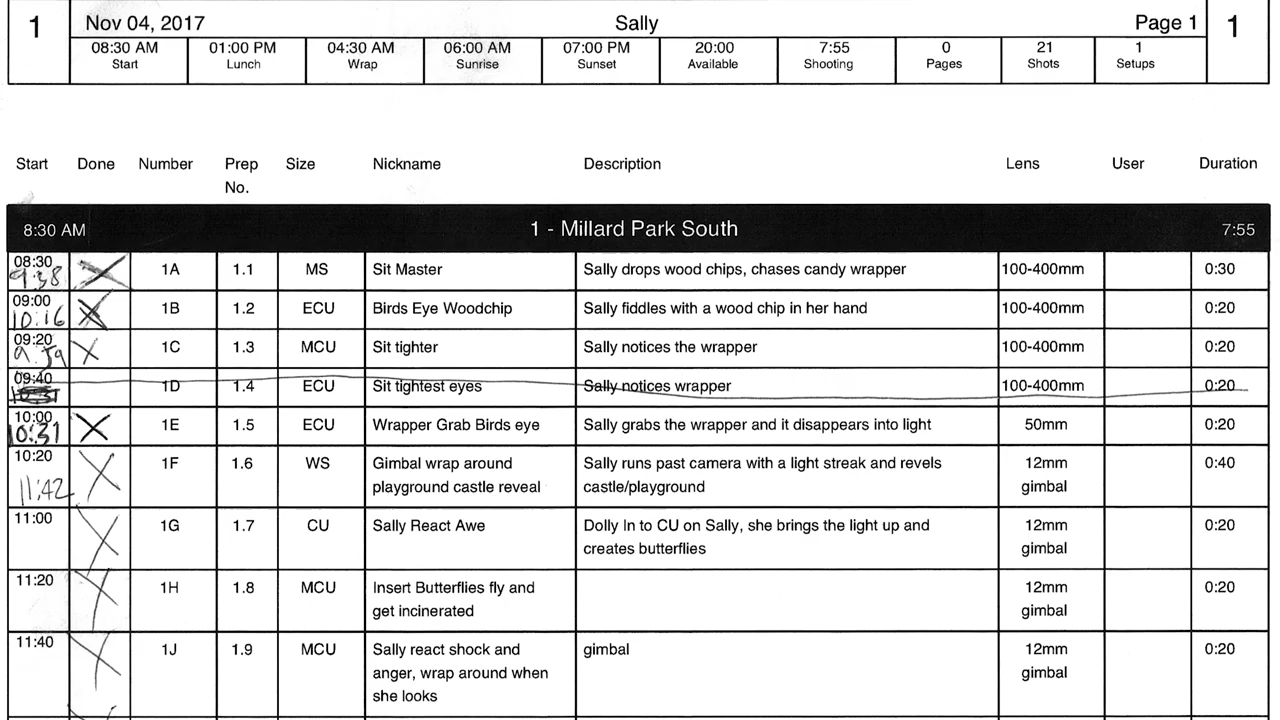 1 Nov 04, 2017 Sally Page 1 1
08:30 AM 01:00 PM 04:30 AM 06:00 AM 07:00 PM 20:00 7:55 0 21 1
Start Lunch Wrap Sunrise Sunset Available Shooting Pages Shots Setups
Start Done Number Prep Size Nickname Description Lens User Duration
No.
8:30 AM 1 - Millard Park South 7:55
08:30 1A 1.1 MS Sit Master Sally drops wood chips, chases candy wrapper 100-400mm 0:30
9:38
09:00 1B 1.2 ECU Birds Eye Woodchip Sally fiddles with a wood chip in her hand 100-400mm 0:20
10:16
09:20 1C 1.3 MCU Sit tighter Sally notices the wrapper 100-400mm 0:20
9:59
09:40 1D 1.4 ECU Sit tightest eyes Sally notices wrapper 100-400mm 0:20
10:00 1E 1.5 ECU Wrapper Grab Birds eye Sally grabs the wrapper and it disappears into light 50mm 0:20
10:31
10:20 1F 1.6 WS Gimbal wrap around Sally runs past camera with a light streak and revels 12mm 0:40
11:42 playground castle reveal castle/playground gimbal
11:00 1G 1.7 CU Sally React Awe Dolly In to CU on Sally, she brings the light up and 12mm 0:20
creates butterflies gimbal
11:20 1H 1.8 MCU Insert Butterflies fly and 12mm 0:20
get incinerated gimbal
11:40 1J 1.9 MCU Sally react shock and gimbal 12mm 0:20
anger, wrap around when gimbal
she looks